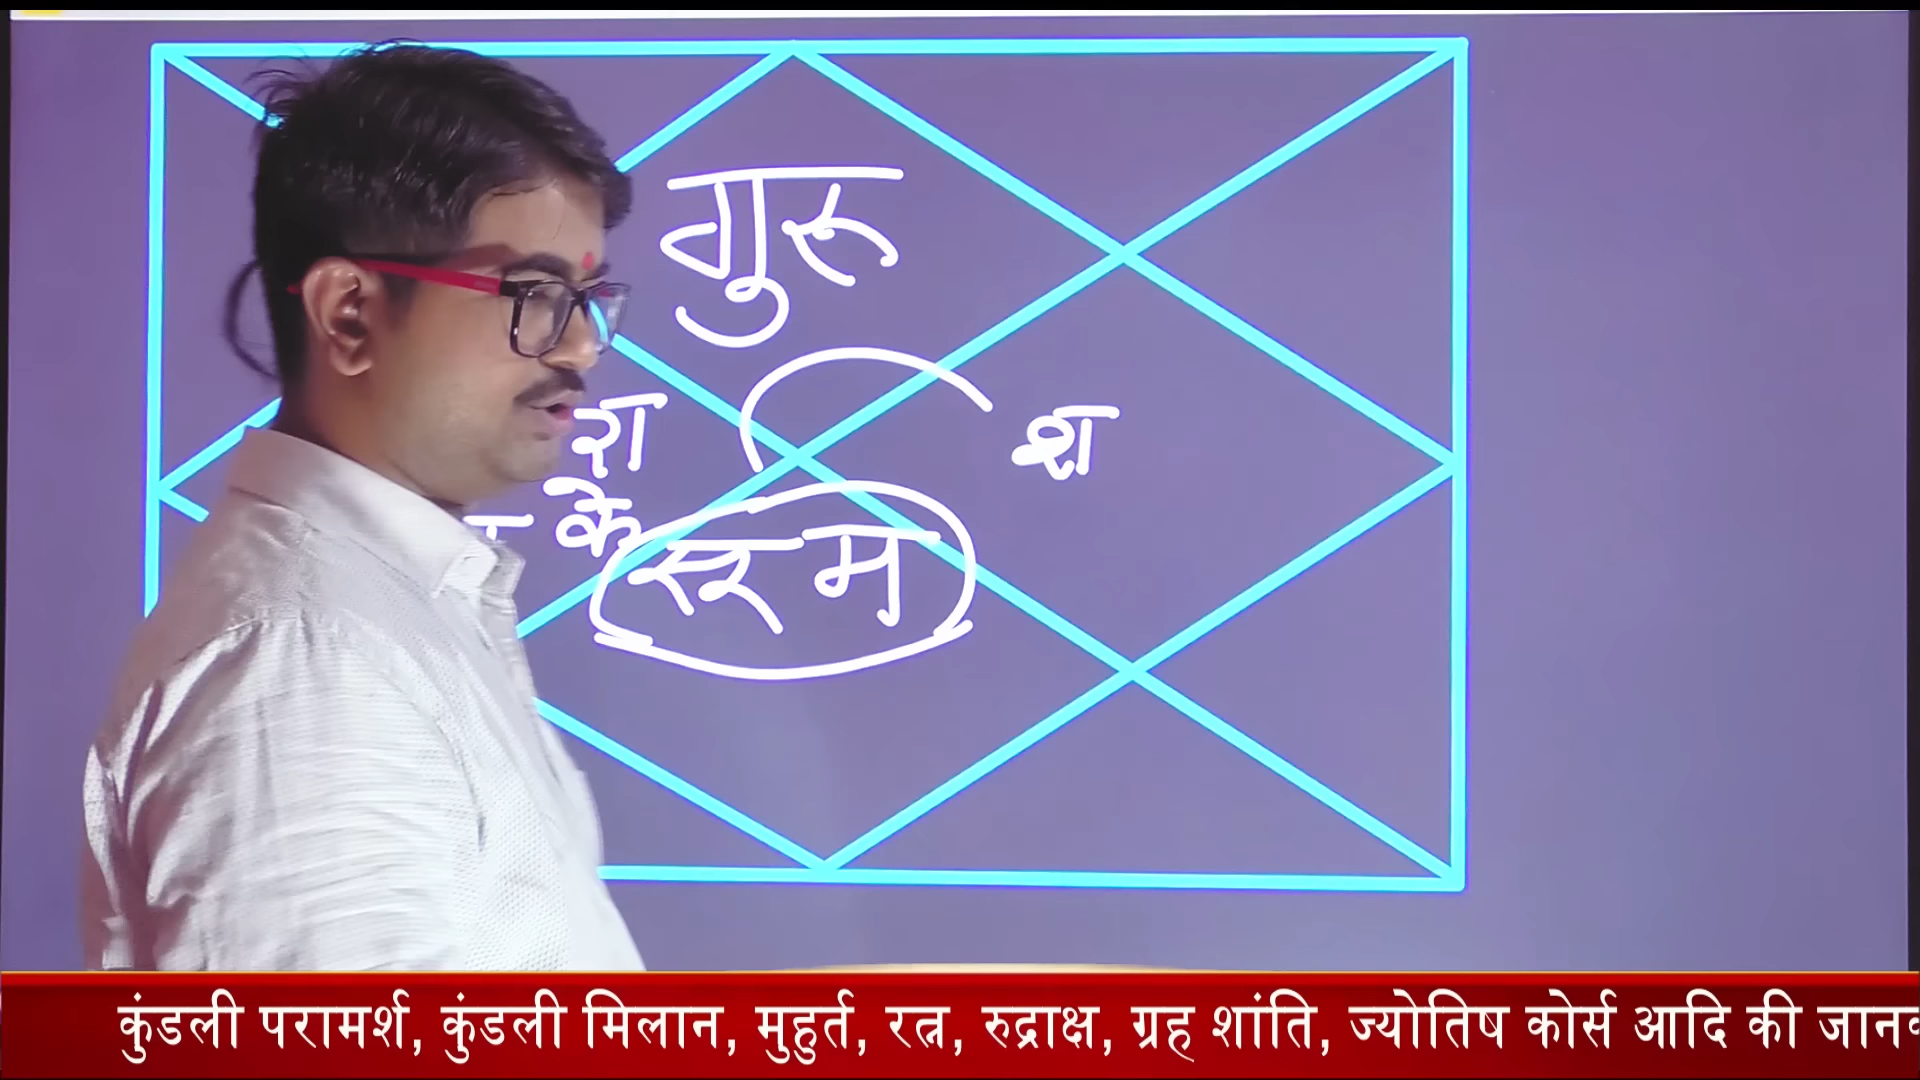 गुरू
श
रा
के
सू म
कुंडली परामर्श, कुंडली मिलान, मुहुर्त, रत्न, रुद्राक्ष, ग्रह शांति, ज्योतिष कोर्स आदि की